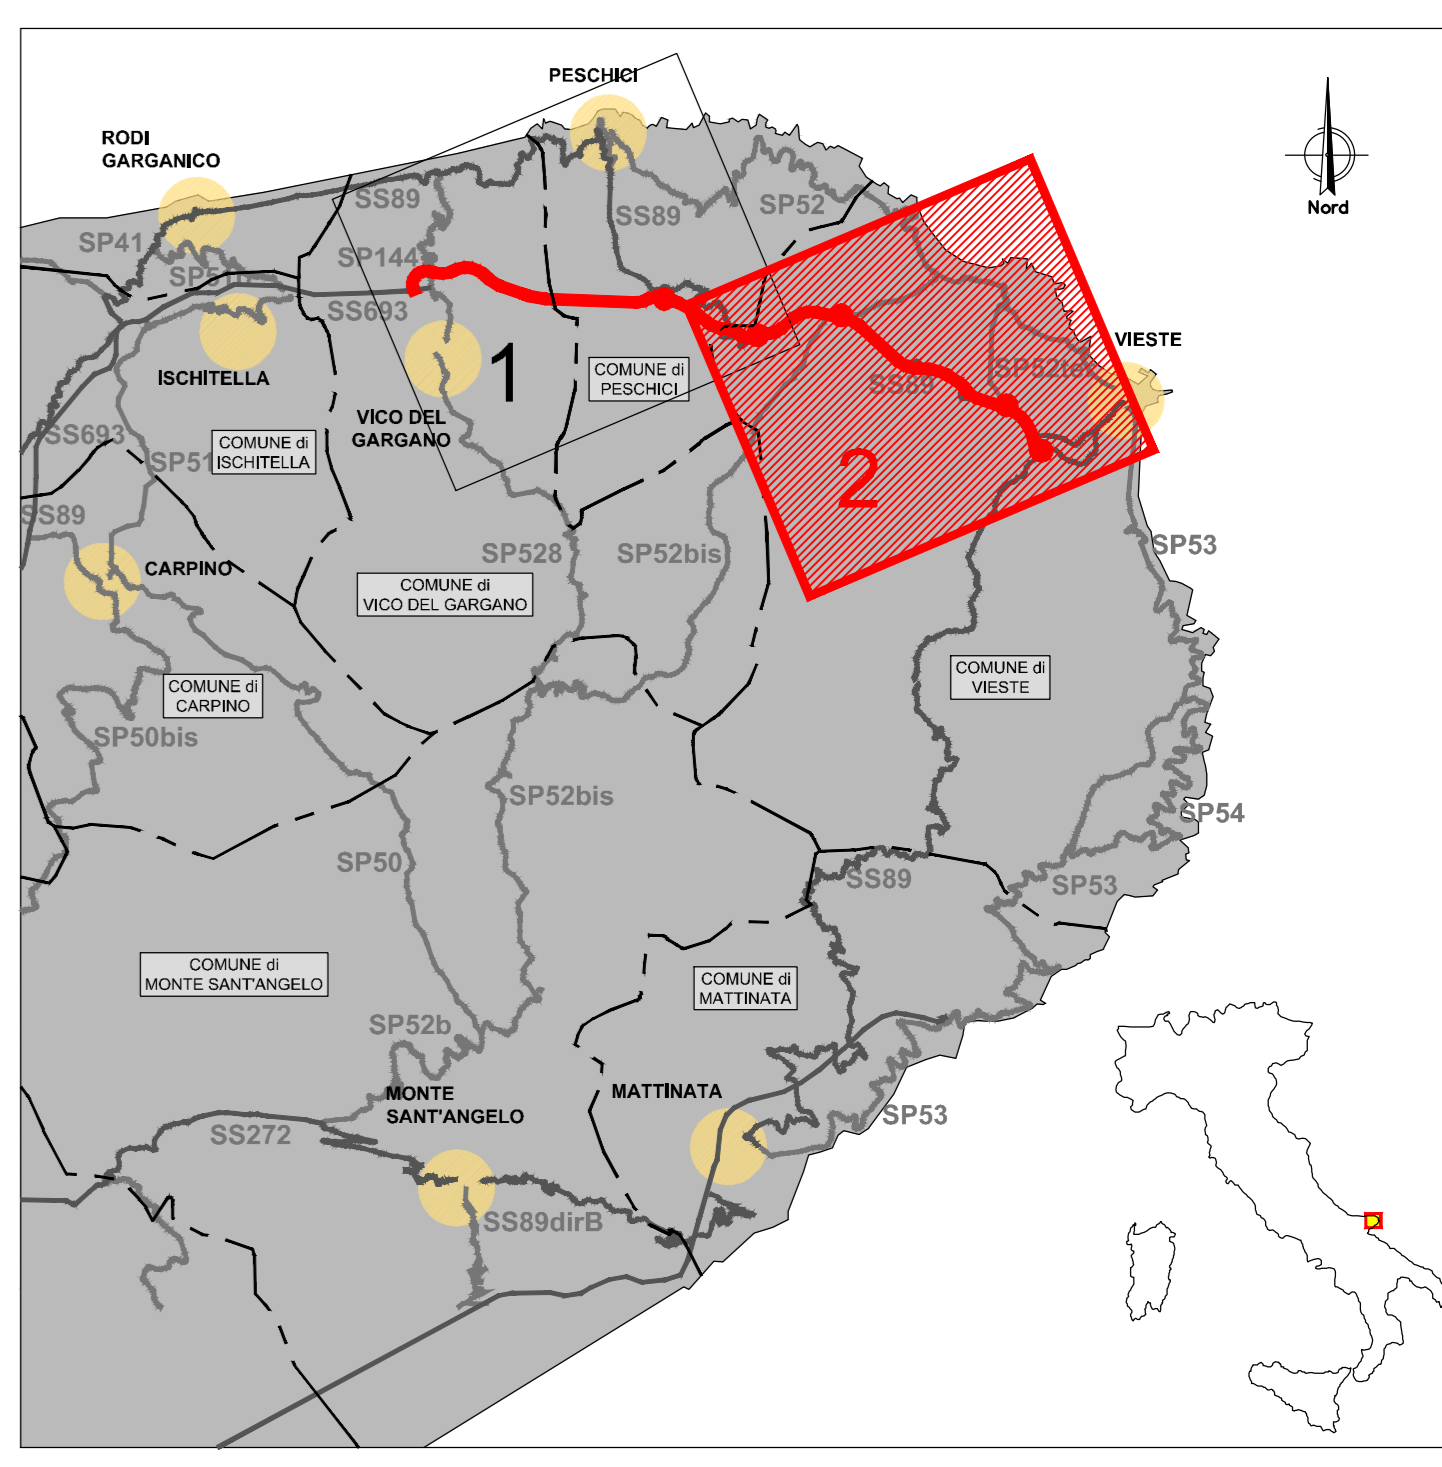 PESCHICI
RODI
GARGANICO
Nord
SS89
SP52
SS89
SP41
SP144
SP51
SS693
VIESTE
ISCHITELLA
1
COMUNE di
PESCHICI
SS89
SP52ter
VICO DEL
GARGANO
SS693
COMUNE di
ISCHITELLA
SP51
2
SS89
SP528
SP52bis
SP53
CARPINO
COMUNE di
VICO DEL GARGANO
COMUNE di
CARPINO
COMUNE di
VIESTE
SP50bis
SP52bis
SP54
SP50
SS89
SP53
COMUNE di
MONTE SANT'ANGELO
COMUNE di
MATTINATA
SP52b
MONTE
SANT'ANGELO
MATTINATA
SP53
SS272
SS89dirB